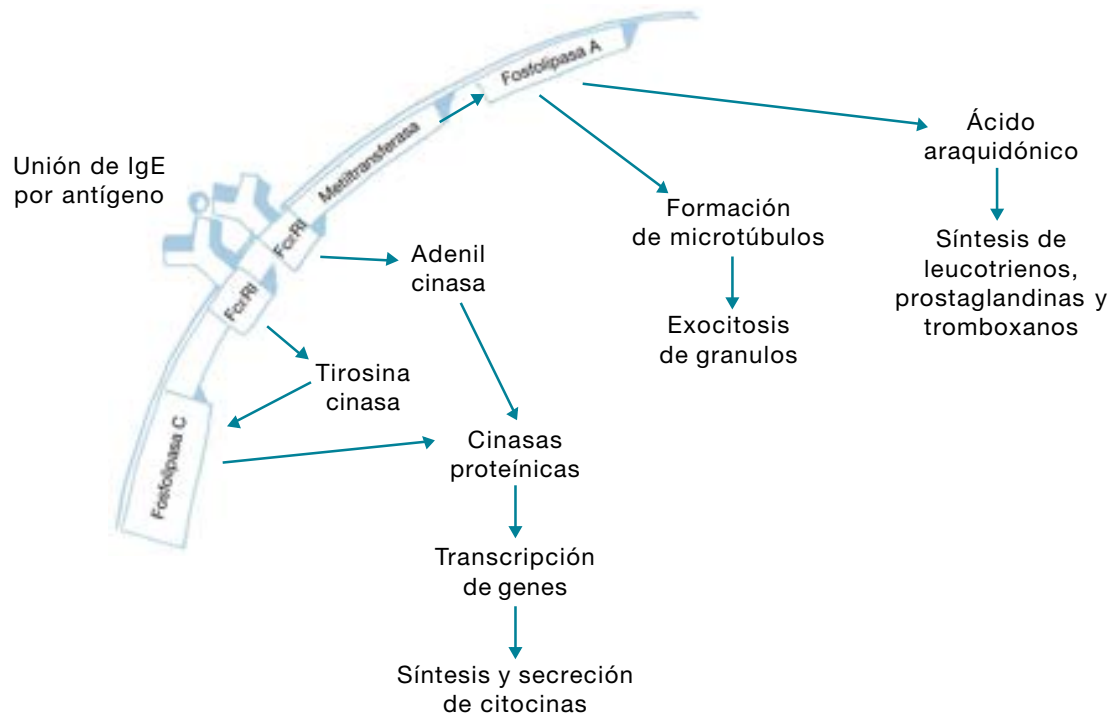 Fosfolipasa A
Metiltransferasa
Ácido
araquidónico
Unión de IgE
por antígeno
Formación
de microtúbulos
FcεRI
Adenil
cinasa
Síntesis de
leucotrienos,
prostaglandinas y
tromboxanos
FcεRI
Exocitosis
de granulos
Tirosina
cinasa
Fosfolipasa C
Cinasas
proteínicas
Transcripción
de genes
Síntesis y secreción
de citocinas